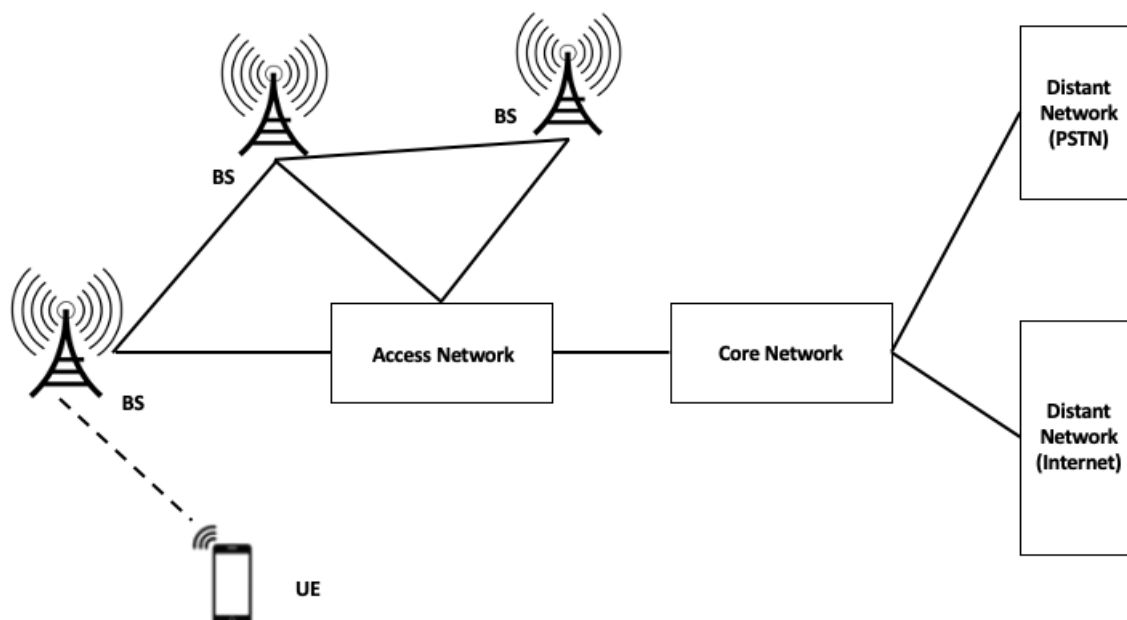 BS
BS
BS
Distant
Network
(PSTN)
Access Network
Core Network
Distant
Network
(Internet)
UE